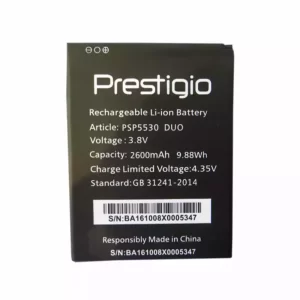 Prestigio
Rechargeable Li-ion Battery
Article: PSP5530 DUO
Voltage: 3.8V
Capacity: 2600mAh 9.88Wh
Charge Limited Voltage: 4.35V
Standard: GB 31241-2014
S/N:BA161008X0005347
Responsibly Made in China
S/N:BA161008X0005347